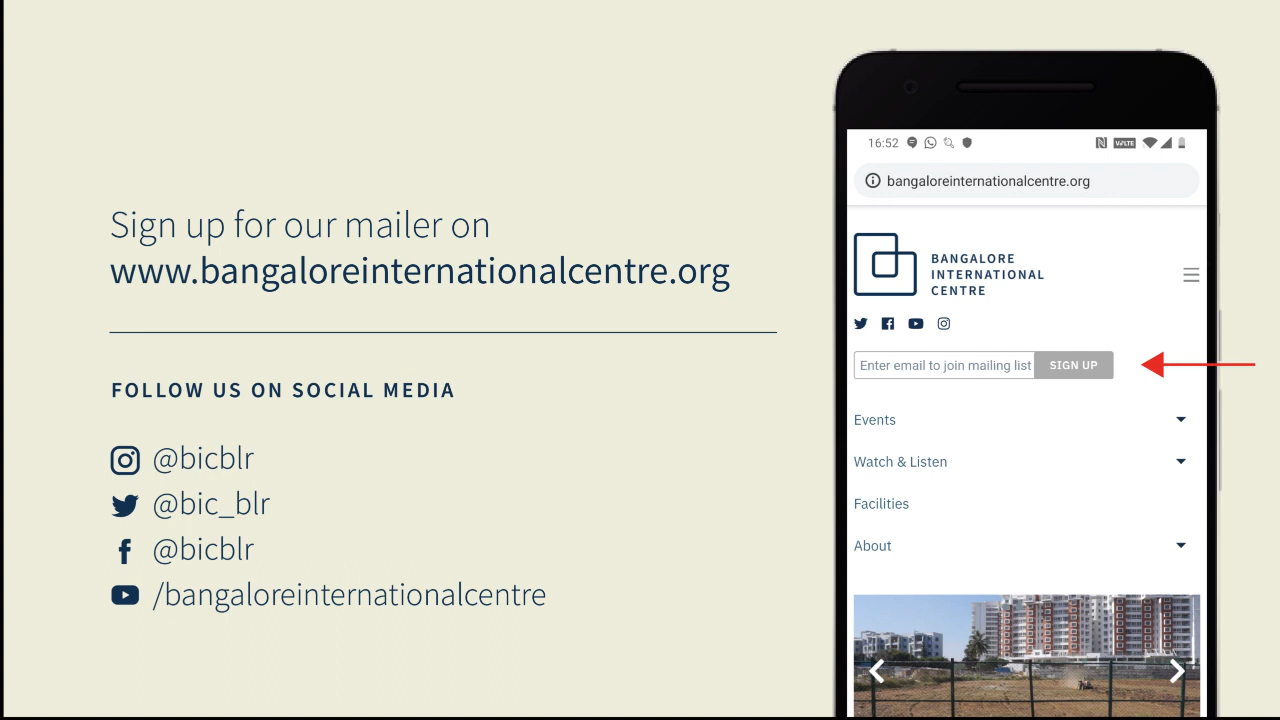 Sign up for our mailer on
www.bangaloreinternationalcentre.org
FOLLOW US ON SOCIAL MEDIA
@bicblr
@bic_blr
@bicblr
/bangaloreinternationalcentre
16:52
VoLTE
bangaloreinternationalcentre.org
BANGALORE
INTERNATIONAL
CENTRE
Enter email to join mailing list
SIGN UP
Events
Watch & Listen
Facilities
About